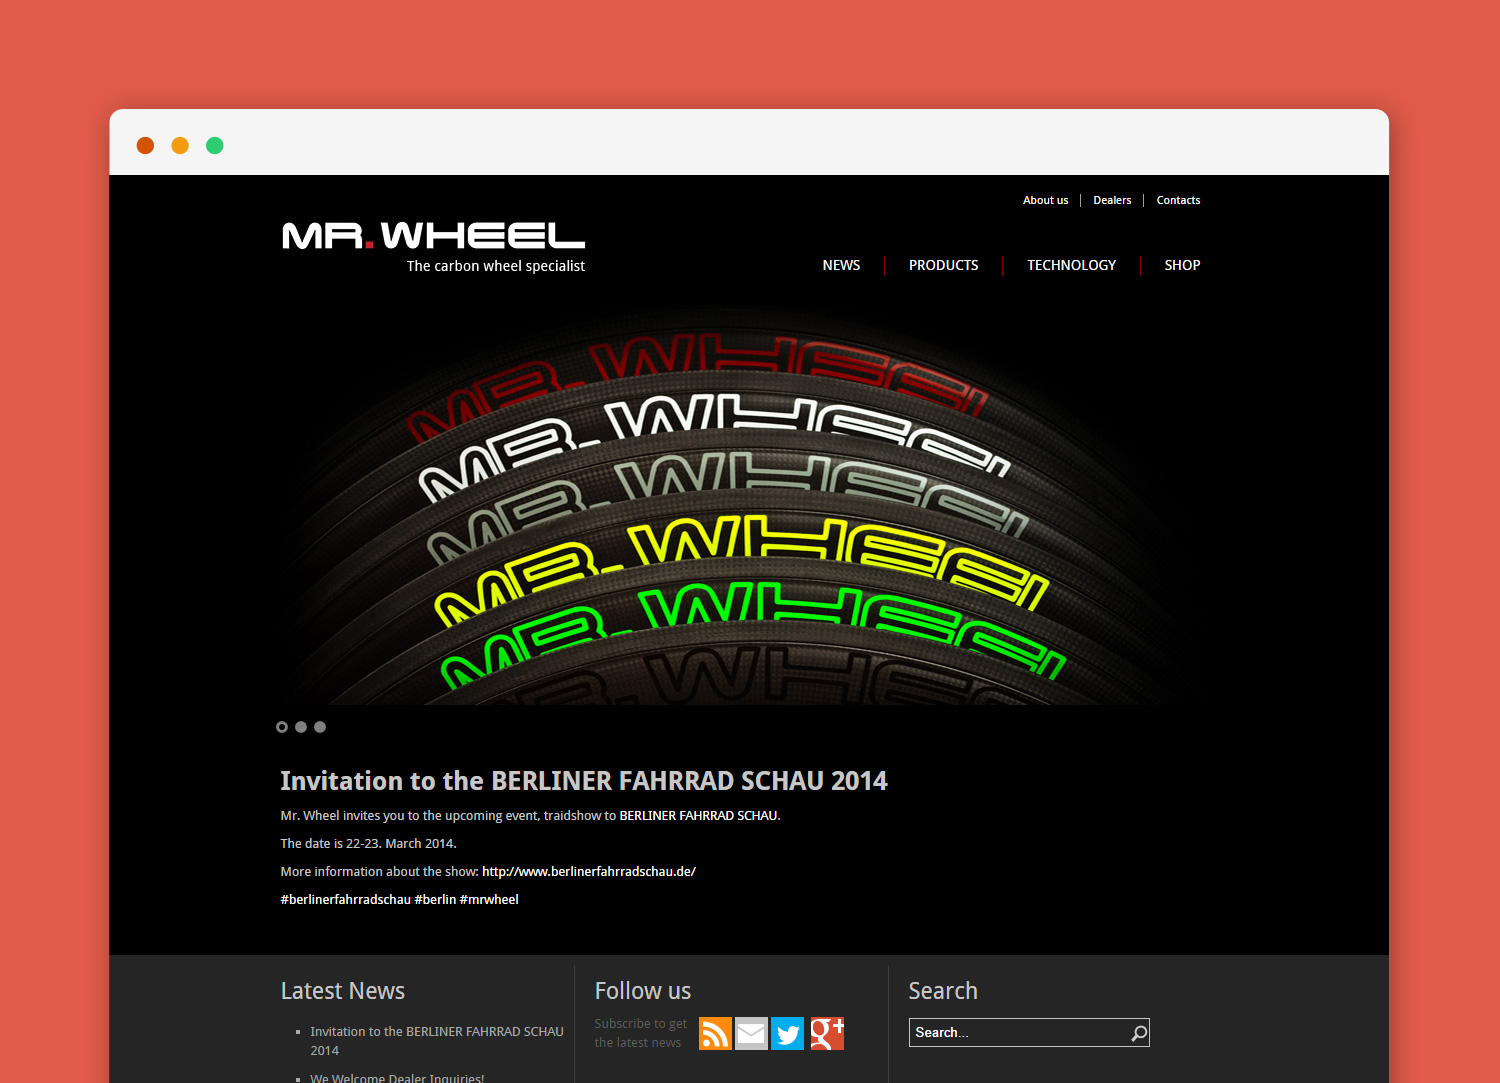 About us
Dealers
Contacts
MR.WHEEL
The carbon wheel specialist
NEWS
PRODUCTS
TECHNOLOGY
SHOP
MR.WHEEL
MR.WHEEL
MR.WHEEL
MR.WHEEL
MR.WHEEL
MR.WHEE
Invitation to the BERLINER FAHRRAD SCHAU 2014
Mr. Wheel invites you to the upcoming event, traidshow to BERLINER FAHRRAD SCHAU.
The date is 22-23. March 2014.
More information about the show: http://www.berlinerfahrradschau.de/
#berlinerfahrradschau #berlin #mrwheel
Latest News
Invitation to the BERLINER FAHRRAD SCHAU
2014
We Welcome Dealer Inquiries!
Follow us
Subscribe to get
the latest news
g+
Search
Search...